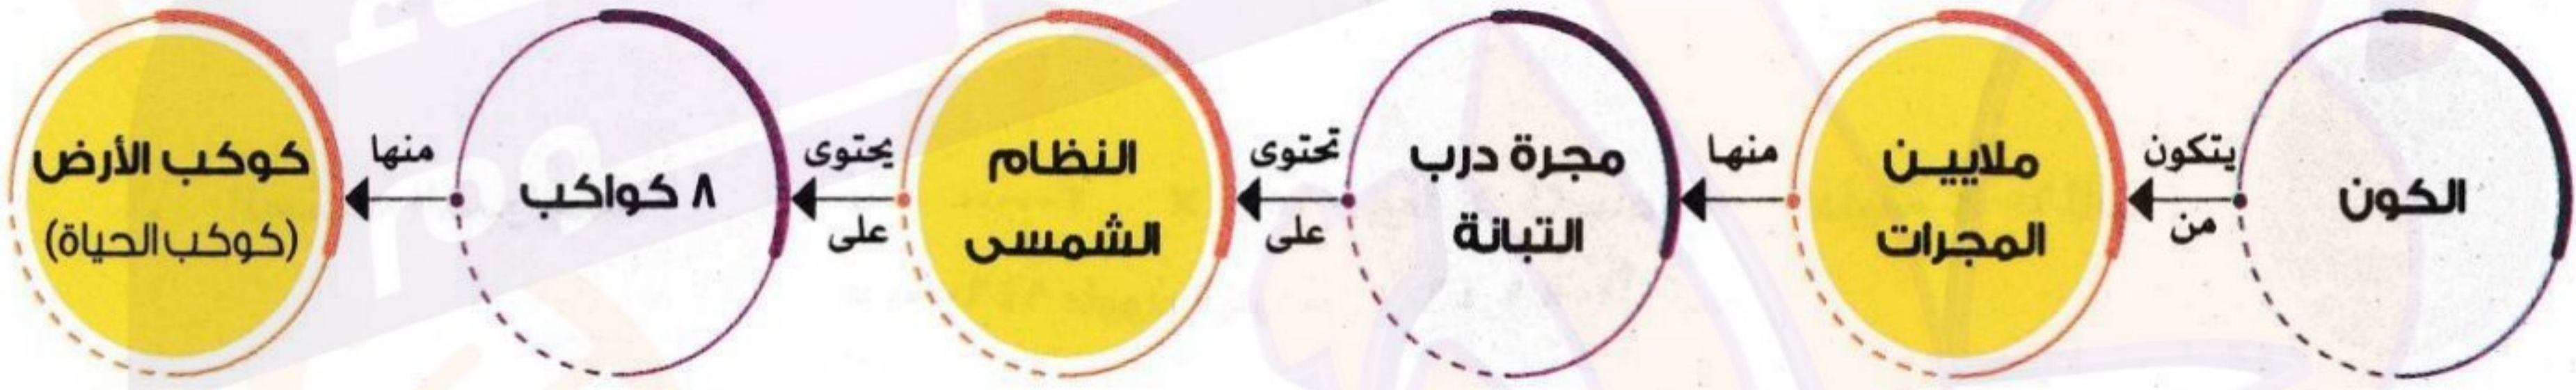 الكون
يتكون
من
ملايين
المجرات
منها
مجرة درب
التبانة
تحتوى
على
النظام
الشمسى
يحتوى
على
٨ كواكب
منها
كوكب الأرض
(كوكب الحياة)